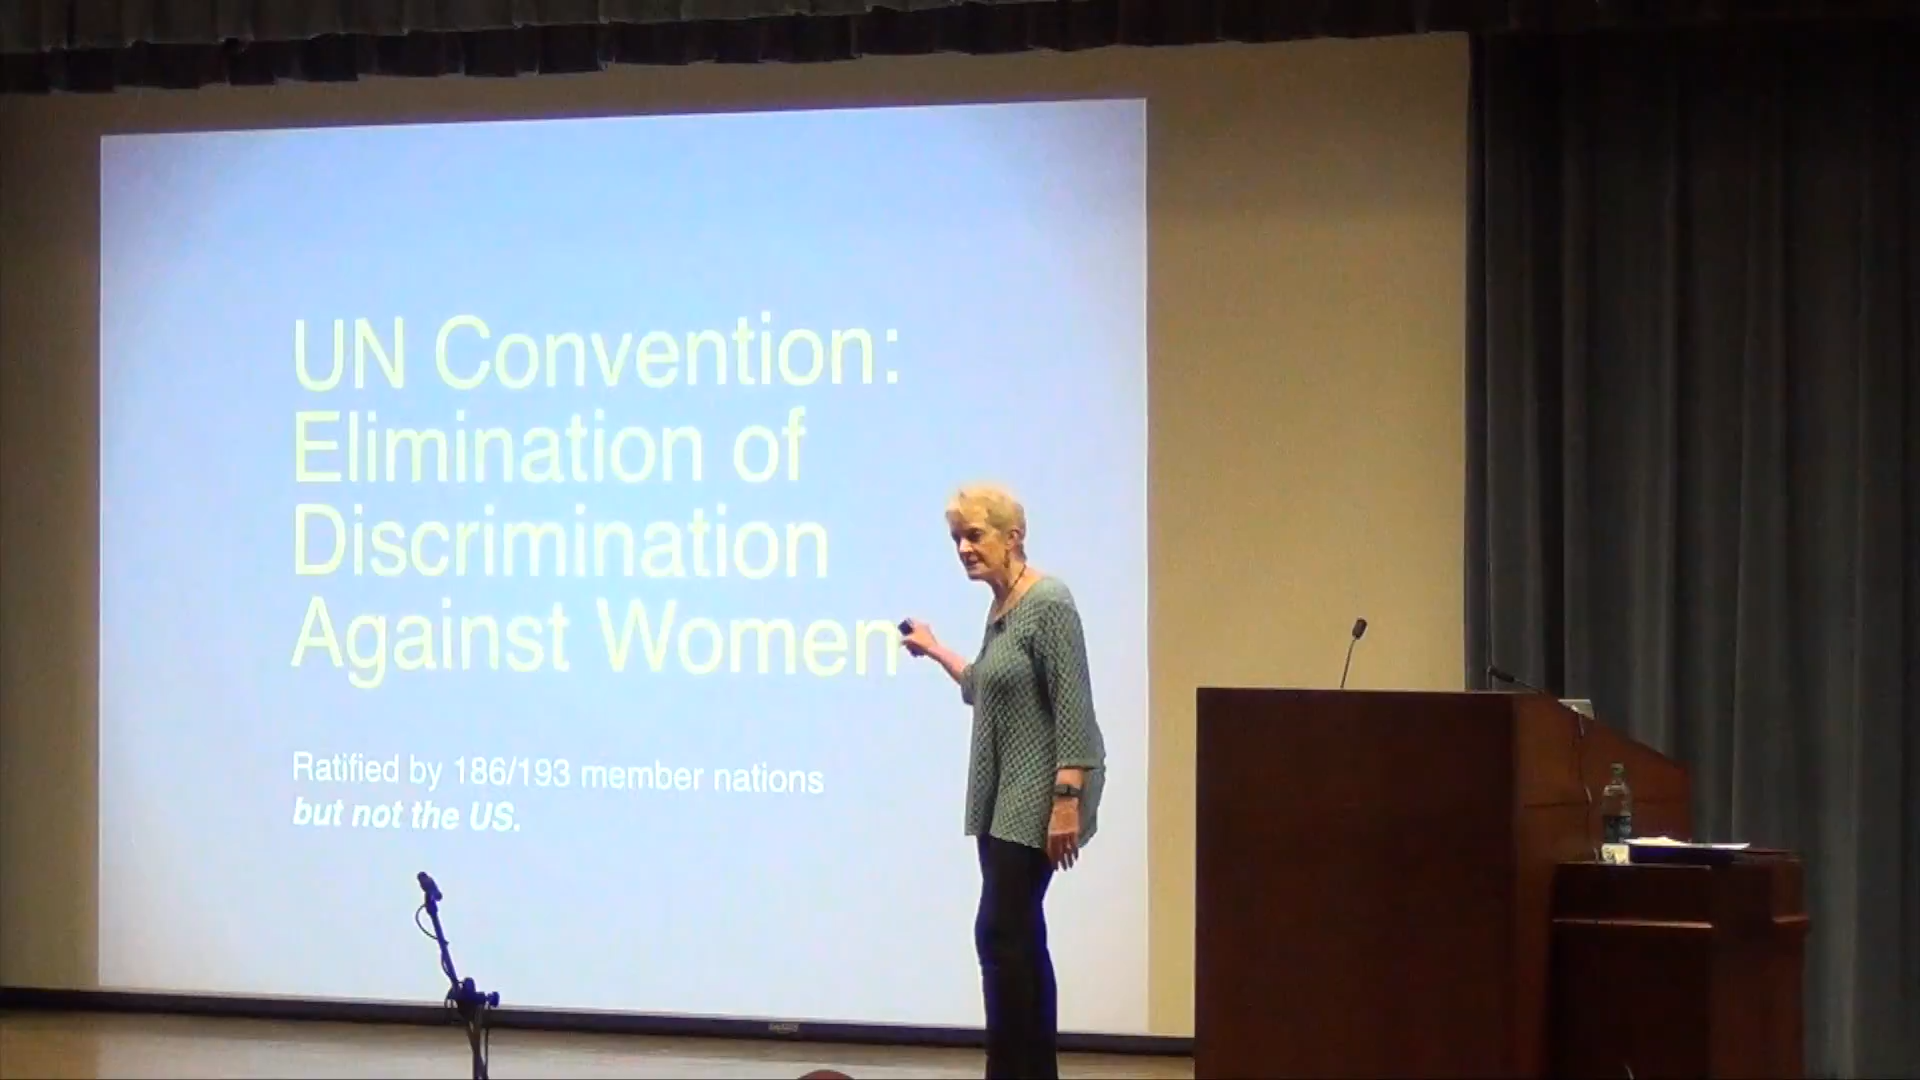 UN Convention:
Elimination of
Discrimination
Against Women
Ratified by 186/193 member nations
but not the US.